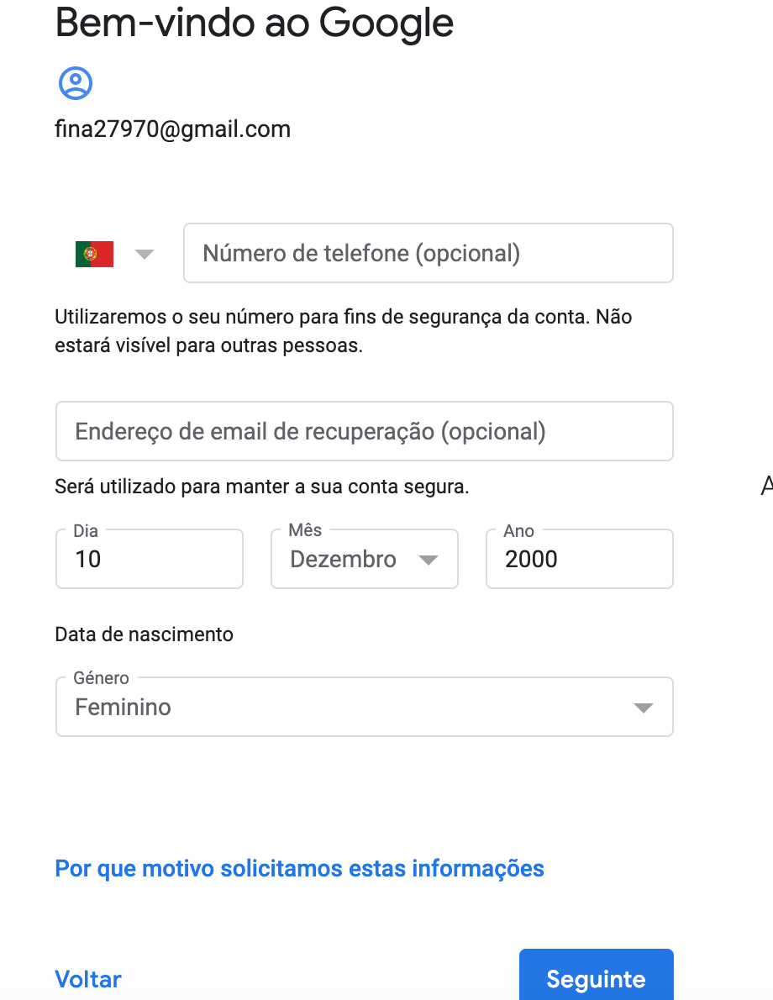 Bem-vindo ao Google
fina27970@gmail.com
Número de telefone (opcional)
Utilizaremos o seu número para fins de segurança da conta. Não
estará visível para outras pessoas.
Endereço de email de recuperação (opcional)
Será utilizado para manter a sua conta segura.
Dia
10
Mês
Dezembro
Ano
2000
Data de nascimento
Género
Feminino
Por que motivo solicitamos estas informações
Voltar
Seguinte